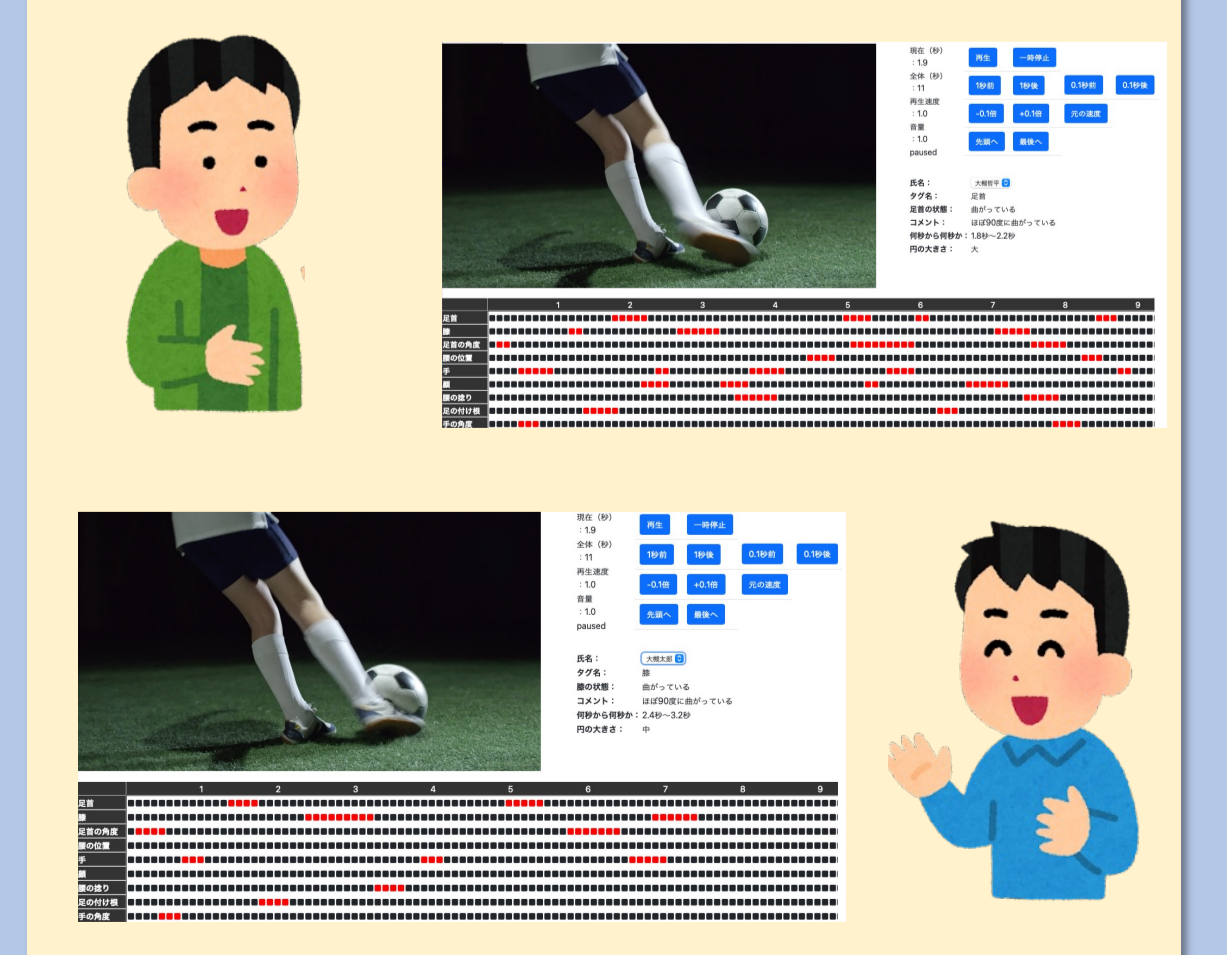 現在（秒）
：1.9
再生 一時停止
全体（秒）
：11
1秒前 1秒後 0.1秒前 0.1秒後
再生速度
：1.0
-0.1倍 +0.1倍 元の速度
音量
：1.0
先頭へ 最後へ
paused
氏名： 大槻哲平
タグ名： 足首
足首の状態： 曲がっている
コメント： ほぼ90度に曲がっている
何秒から何秒か：1.8秒〜2.2秒
円の大きさ： 大
1 2 3 4 5 6 7 8 9
足首
膝
足首の角度
腰の位置
手
顔
腰の捻り
足の付け根
手の角度
現在（秒）
：1.9
再生 一時停止
全体（秒）
：11
1秒前 1秒後 0.1秒前 0.1秒後
再生速度
：1.0
-0.1倍 +0.1倍 元の速度
音量
：1.0
先頭へ 最後へ
paused
氏名： 大槻太郎
タグ名： 膝
膝の状態： 曲がっている
コメント： ほぼ90度に曲がっている
何秒から何秒か：2.4秒〜3.2秒
円の大きさ： 中
1 2 3 4 5 6 7 8 9
足首
膝
足首の角度
腰の位置
手
顔
腰の捻り
足の付け根
手の角度